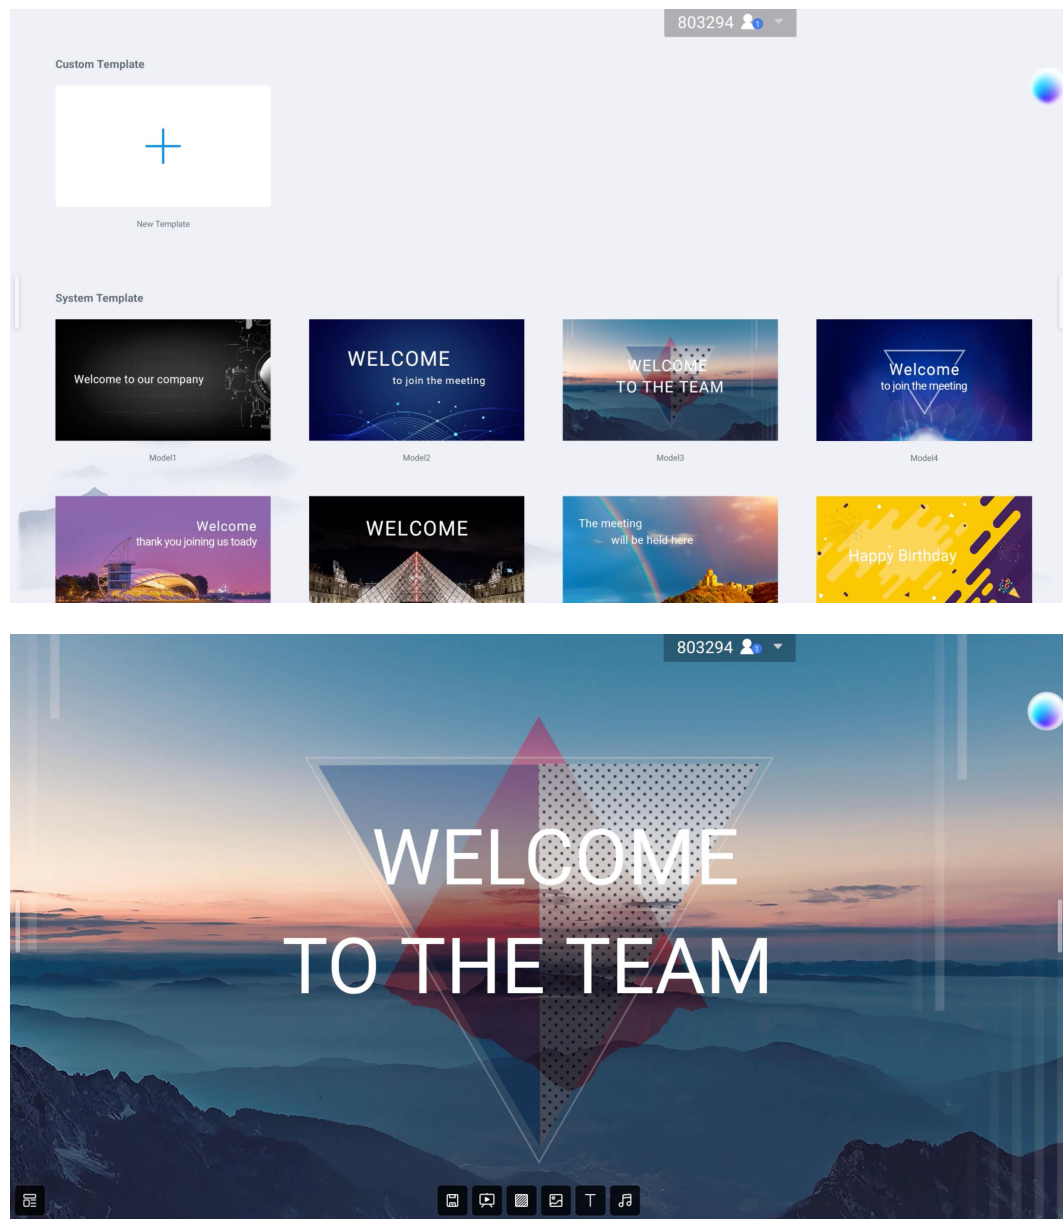 803294 1
Custom Template
New Template
System Template
Welcome to our company
WELCOME
to join the meeting
WELCOME
TO THE TEAM
Welcome
to join the meeting
Model1
Model2
Model3
Model4
Welcome
thank you joining us toady
WELCOME
The meeting
will be held here
Happy Birthday
803294 1
WELCOME
TO THE TEAM
T